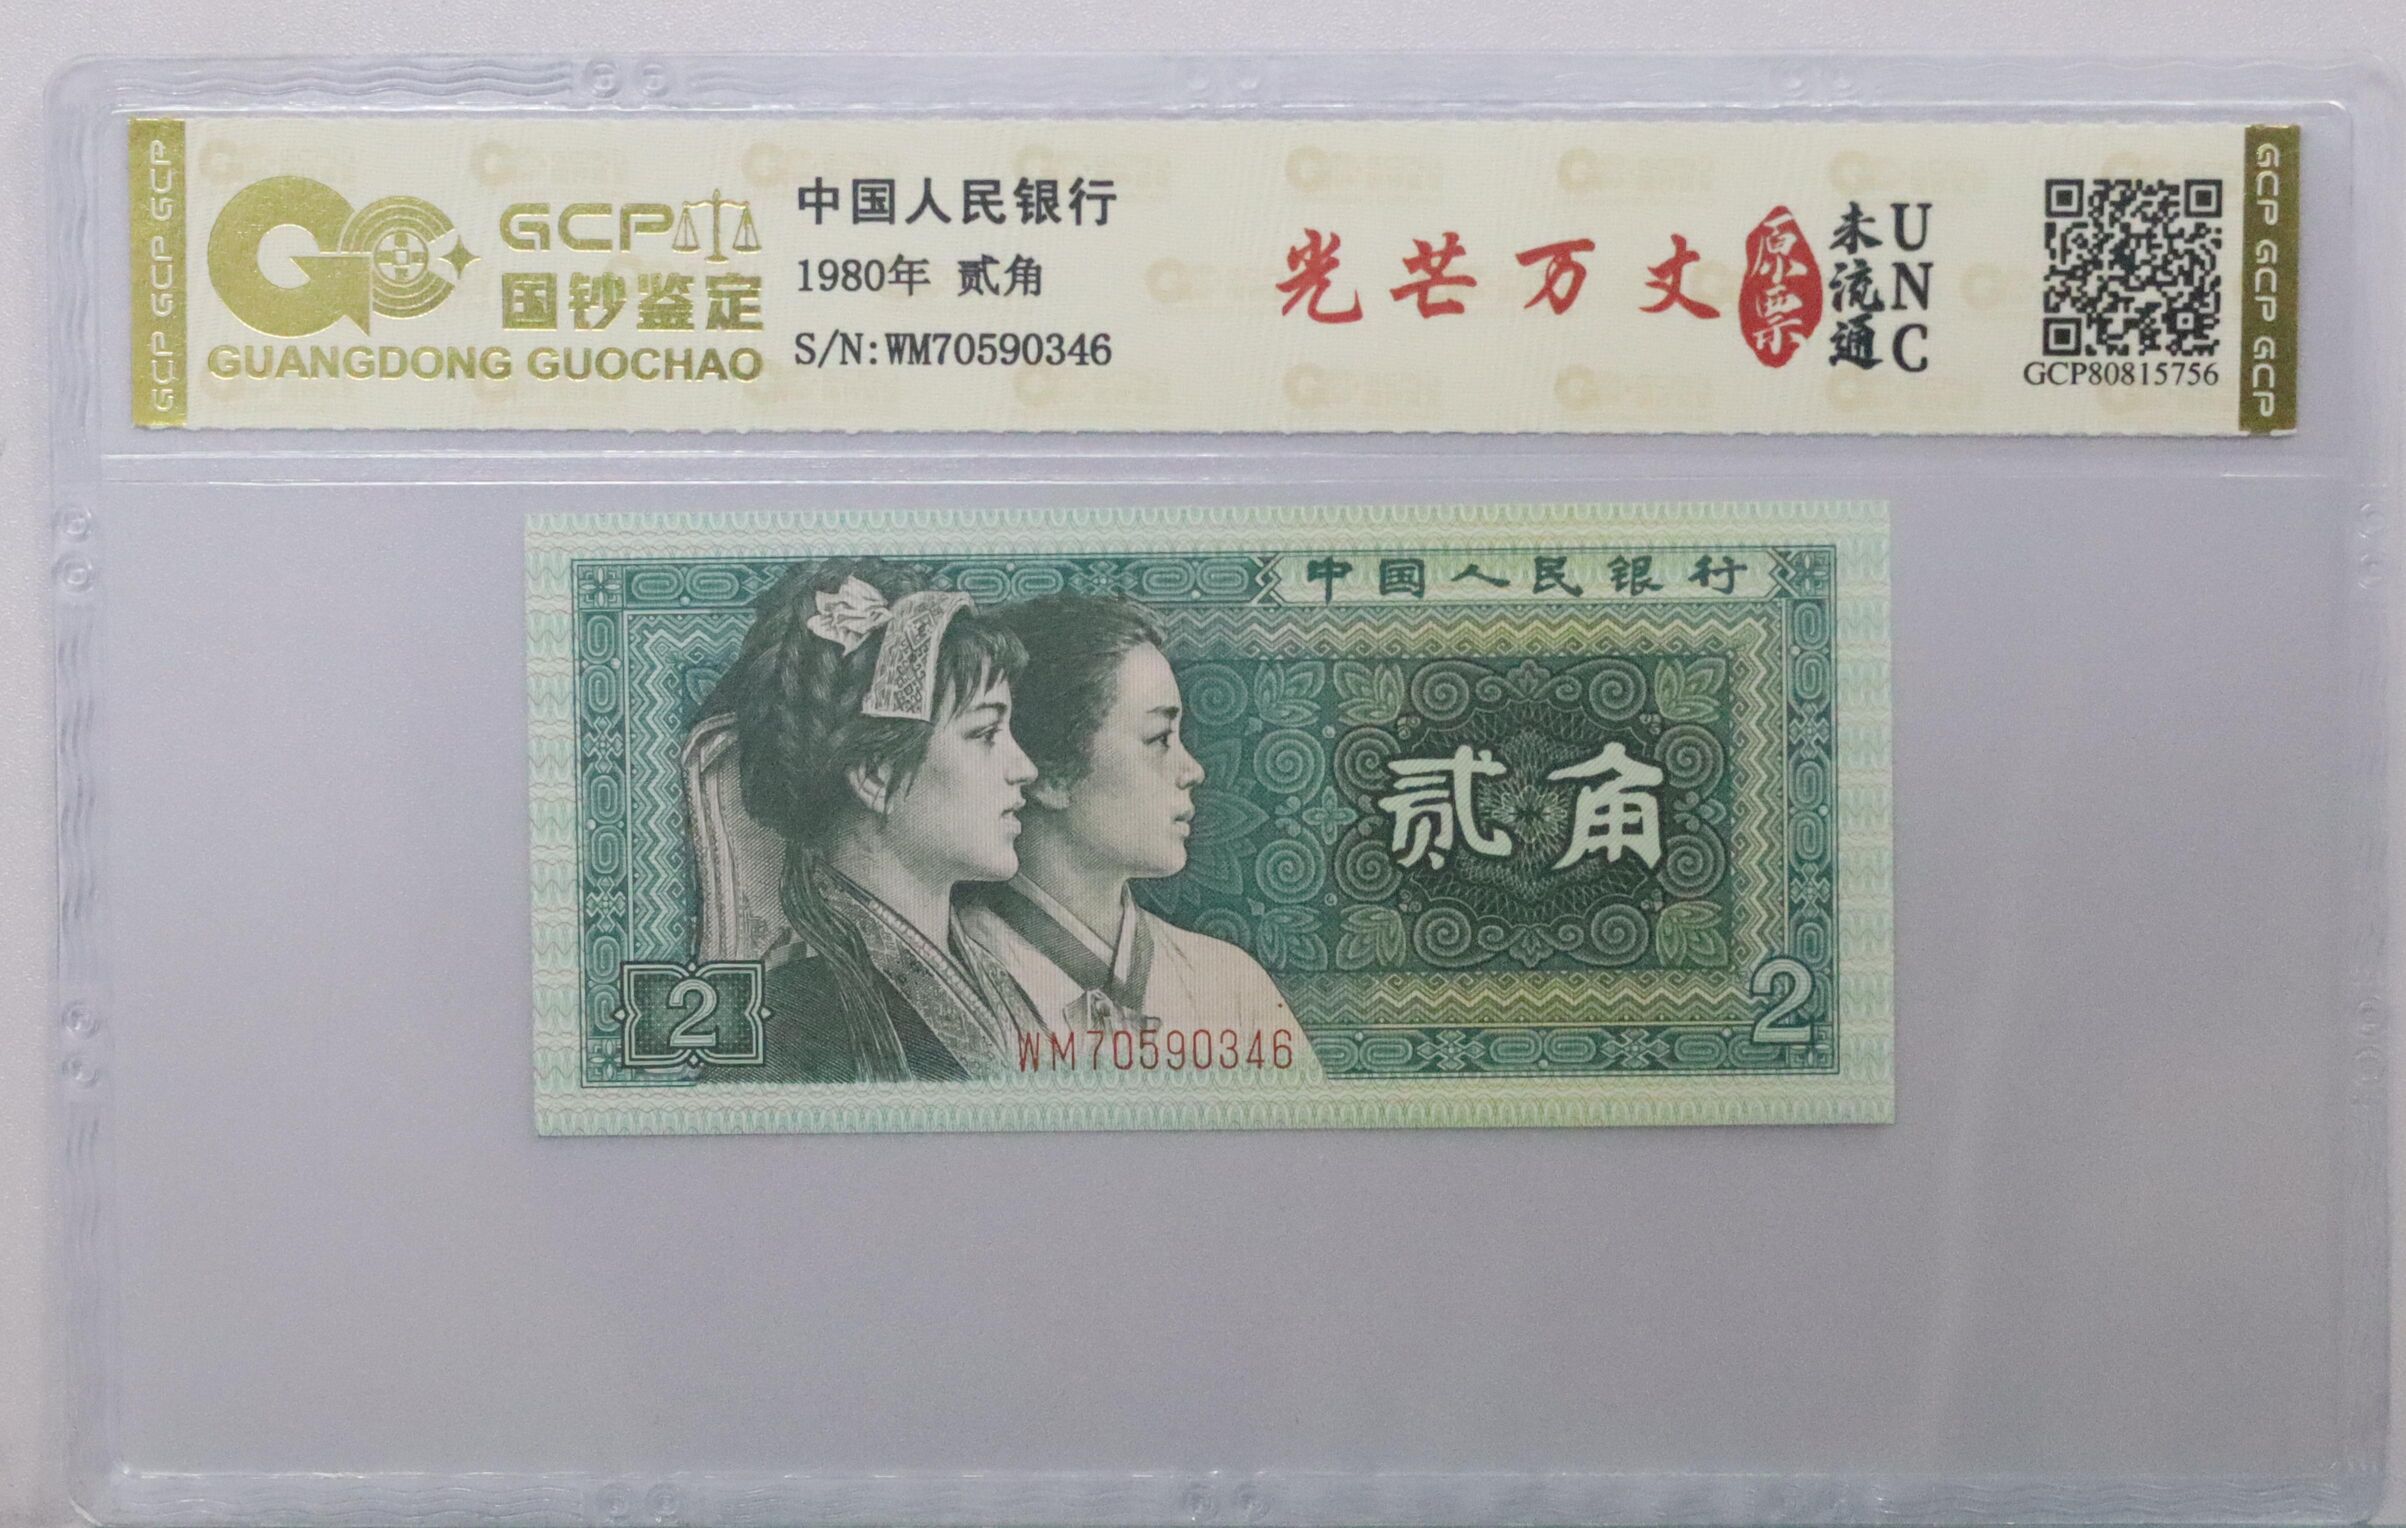 GCP GCP GCP
GCP
国钞鉴定
GUANGDONG GUOCHAO
中国人民银行
1980年 贰角
S/N:WM70590346
光芒万丈
原票
未流通
UNC
GCP80815756
GCP GCP GCP
中国人民银行
贰角
2
2
WM70590346